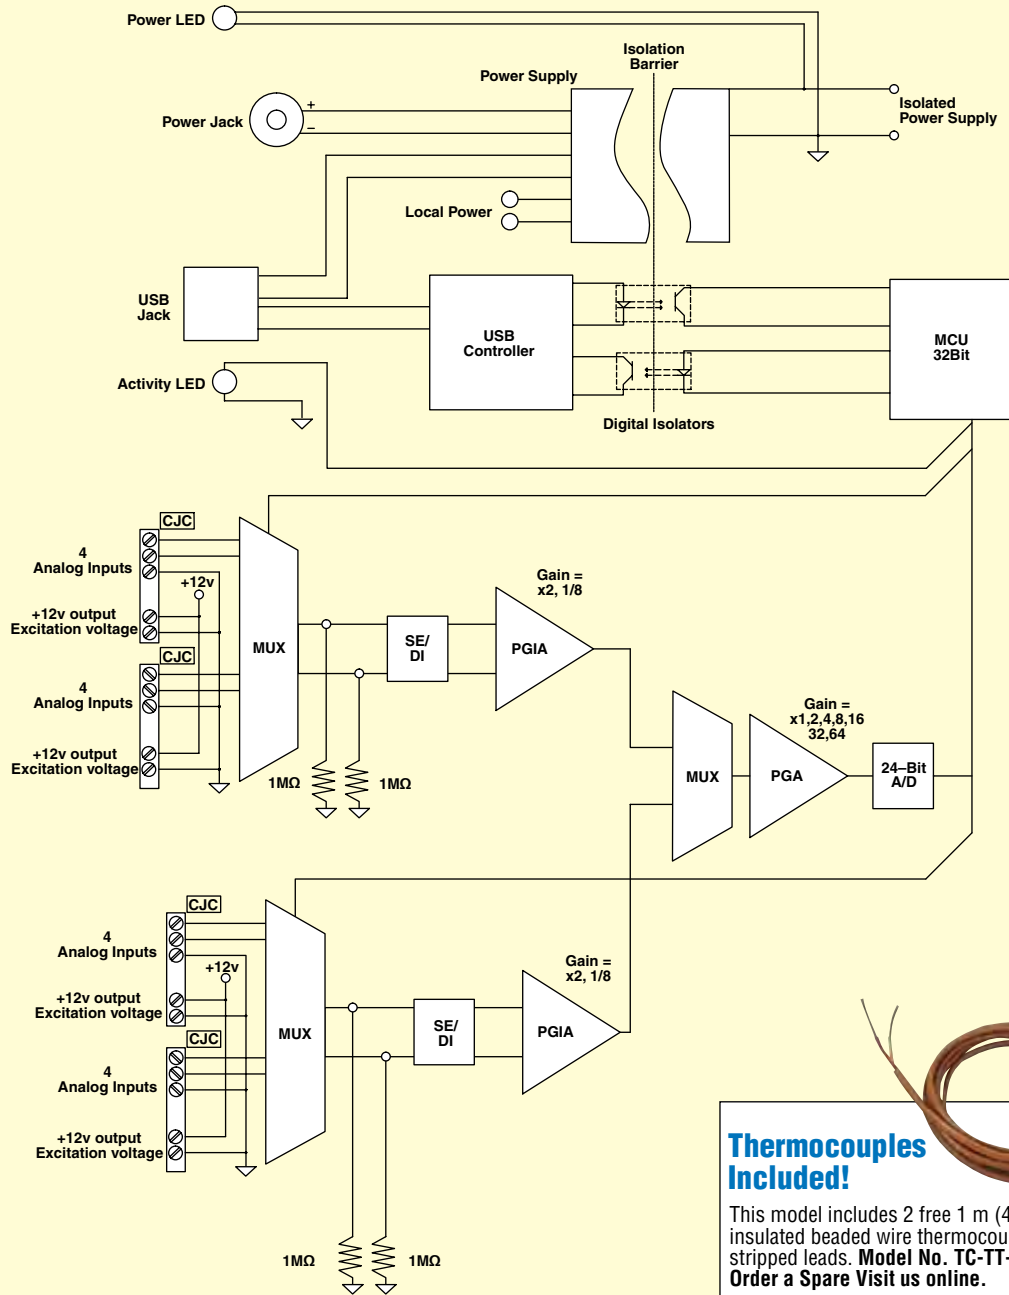 Power LED
Isolation
Barrier
Power Supply
Power Jack
+
−
Isolated
Power Supply
Local Power
USB
Jack
USB
Controller
MCU
32Bit
Activity LED
Digital Isolators
CJC
4
Analog Inputs
+12v
+12v output
Excitation voltage
CJC
4
Analog Inputs
+12v output
Excitation voltage
MUX
1MΩ
1MΩ
SE/
DI
Gain =
x2, 1/8
PGIA
MUX
Gain =
x1,2,4,8,16
32,64
PGA
24–Bit
A/D
CJC
4
Analog Inputs
+12v
+12v output
Excitation voltage
CJC
4
Analog Inputs
+12v output
Excitation voltage
MUX
1MΩ
1MΩ
SE/
DI
Gain =
x2, 1/8
PGIA
Thermocouples
Included!
This model includes 2 free 1 m (4
insulated beaded wire thermocou
stripped leads. Model No. TC-TT-
Order a Spare Visit us online.